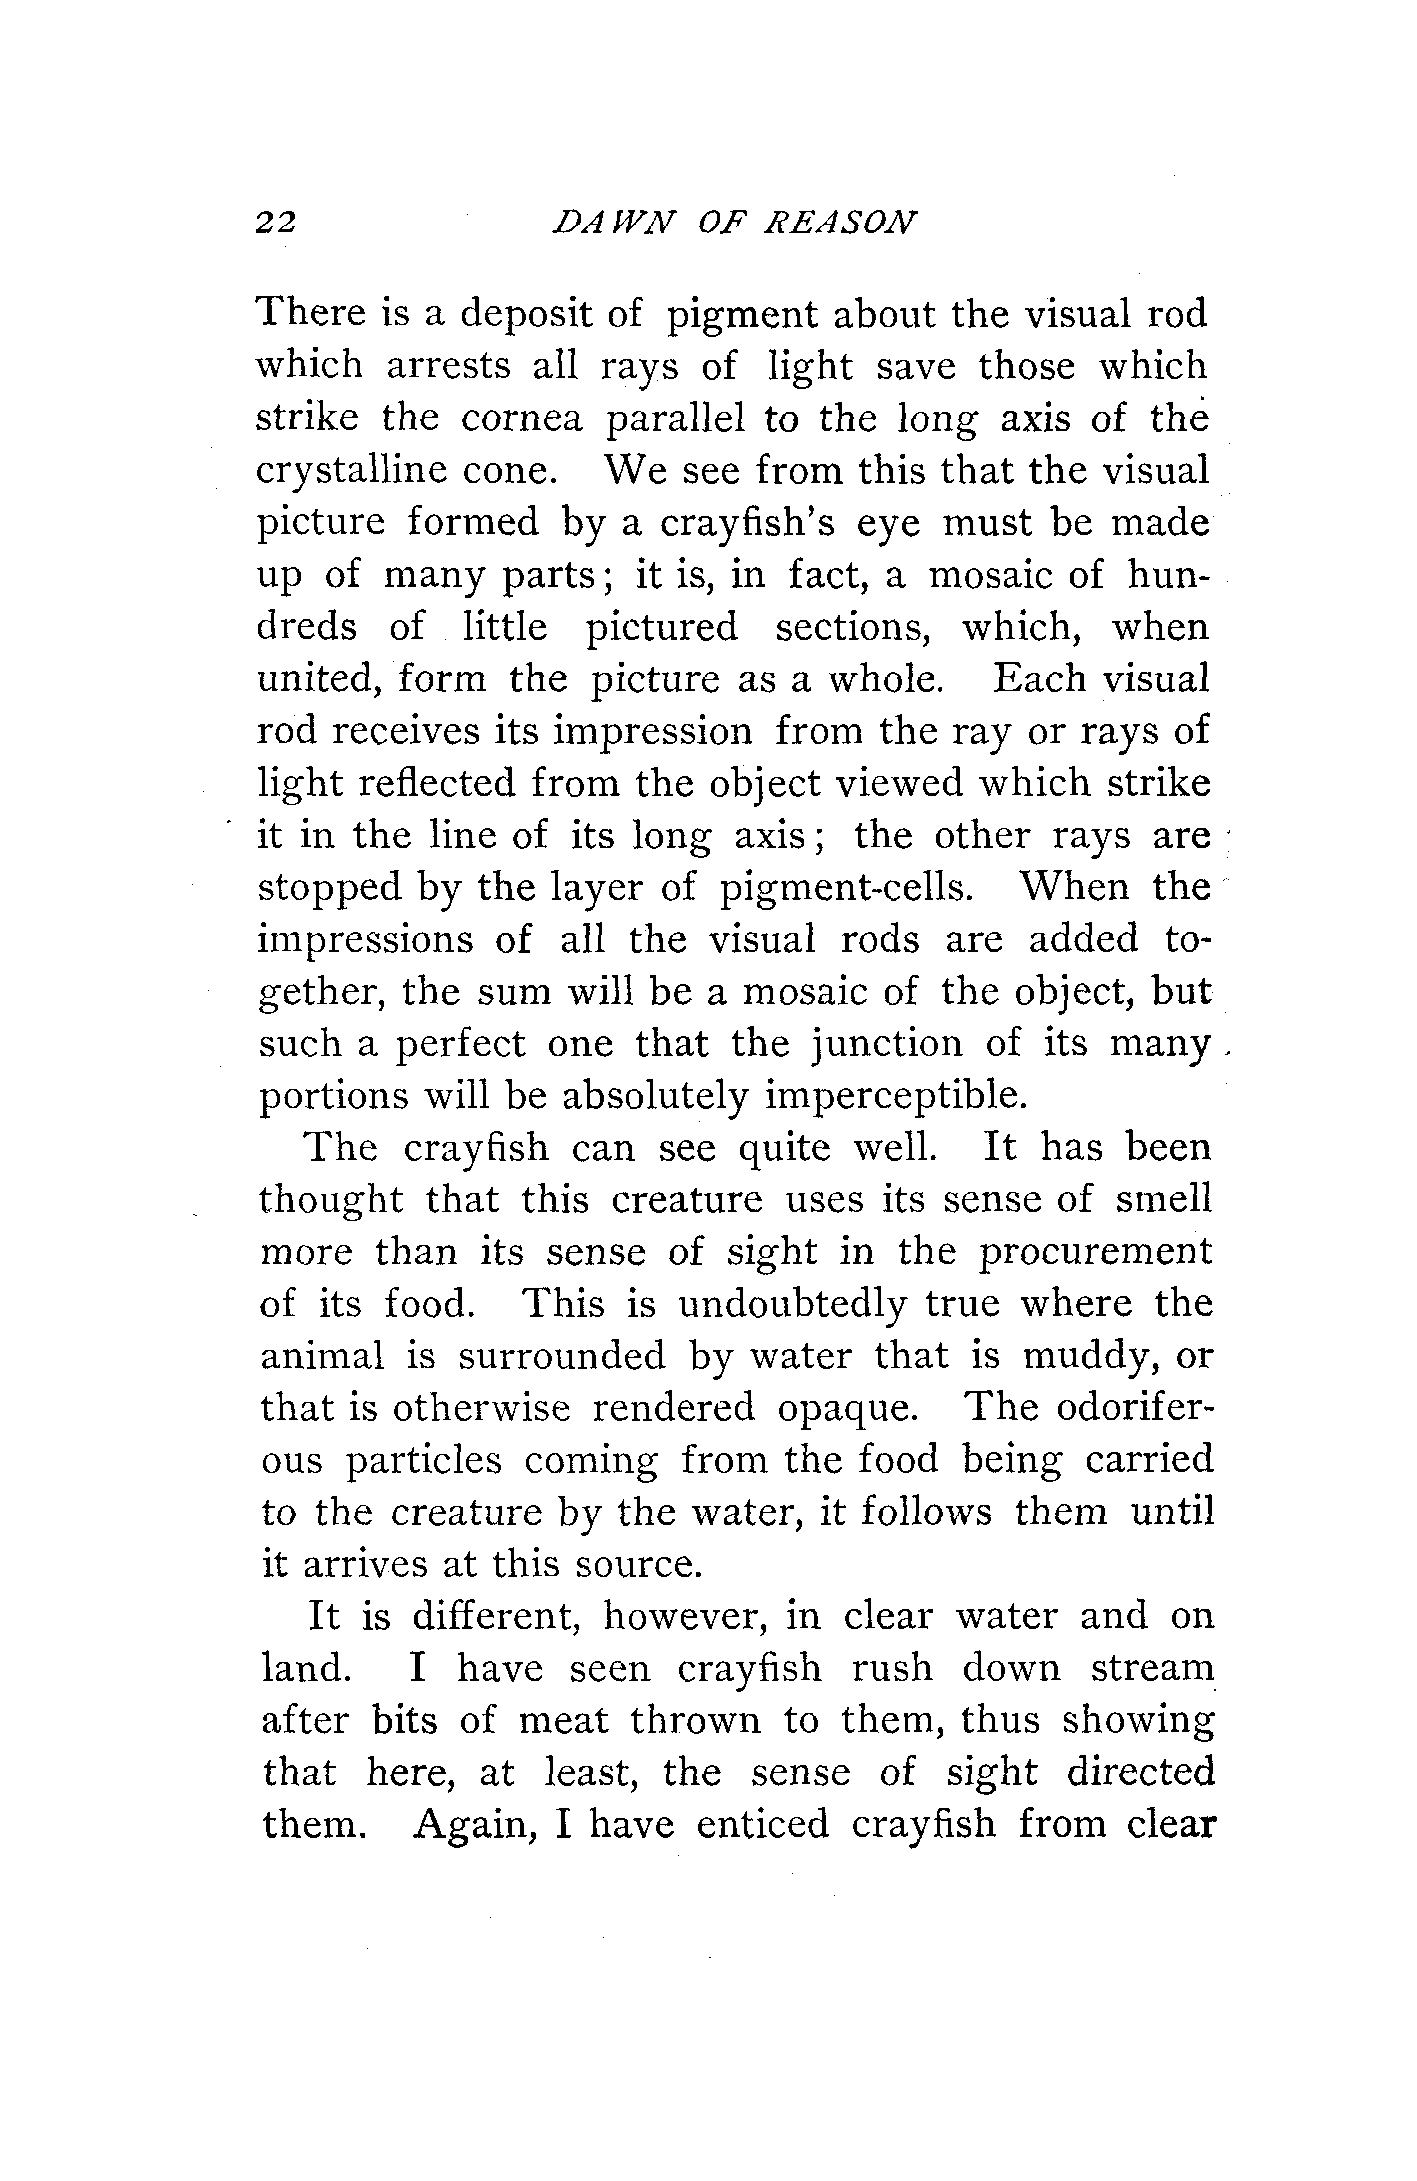 22 DAWN OF REASON
There is a deposit of pigment about the visual rod
which arrests all rays of light save those which
strike the cornea parallel to the long axis of the
crystalline cone. We see from this that the visual
picture formed by a crayfish's eye must be made
up of many parts; it is, in fact, a mosaic of hun-
dreds of little pictured sections, which, when
united, form the picture as a whole. Each visual
rod receives its impression from the ray or rays of
light reflected from the object viewed which strike
it in the line of its long axis; the other rays are
stopped by the layer of pigment-cells. When the
impressions of all the visual rods are added to-
gether, the sum will be a mosaic of the object, but
such a perfect one that the junction of its many
portions will be absolutely imperceptible.
The crayfish can see quite well. It has been
thought that this creature uses its sense of smell
more than its sense of sight in the procurement
of its food. This is undoubtedly true where the
animal is surrounded by water that is muddy, or
that is otherwise rendered opaque. The odorifer-
ous particles coming from the food being carried
to the creature by the water, it follows them until
it arrives at this source.
It is different, however, in clear water and on
land. I have seen crayfish rush down stream
after bits of meat thrown to them, thus showing
that here, at least, the sense of sight directed
them. Again, I have enticed crayfish from clear